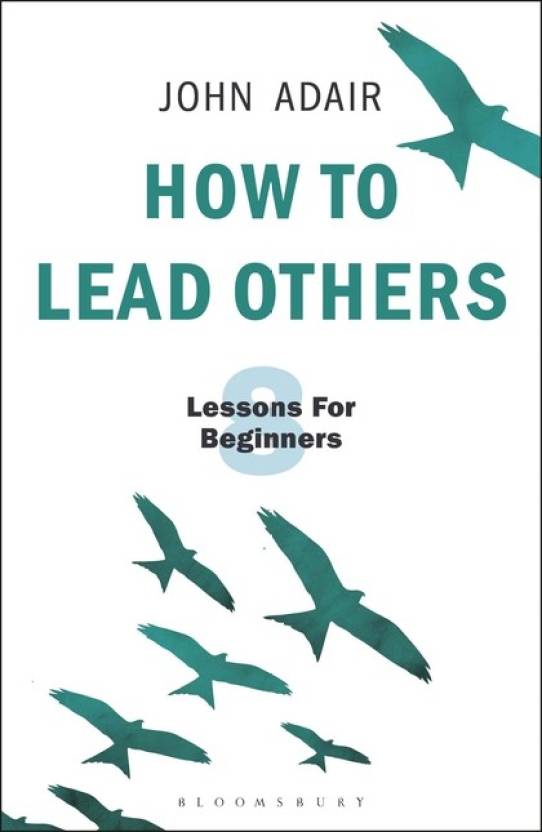 JOHN ADAIR
HOW TO
LEAD OTHERS
8
Lessons For
Beginners
BLOOMSBURY